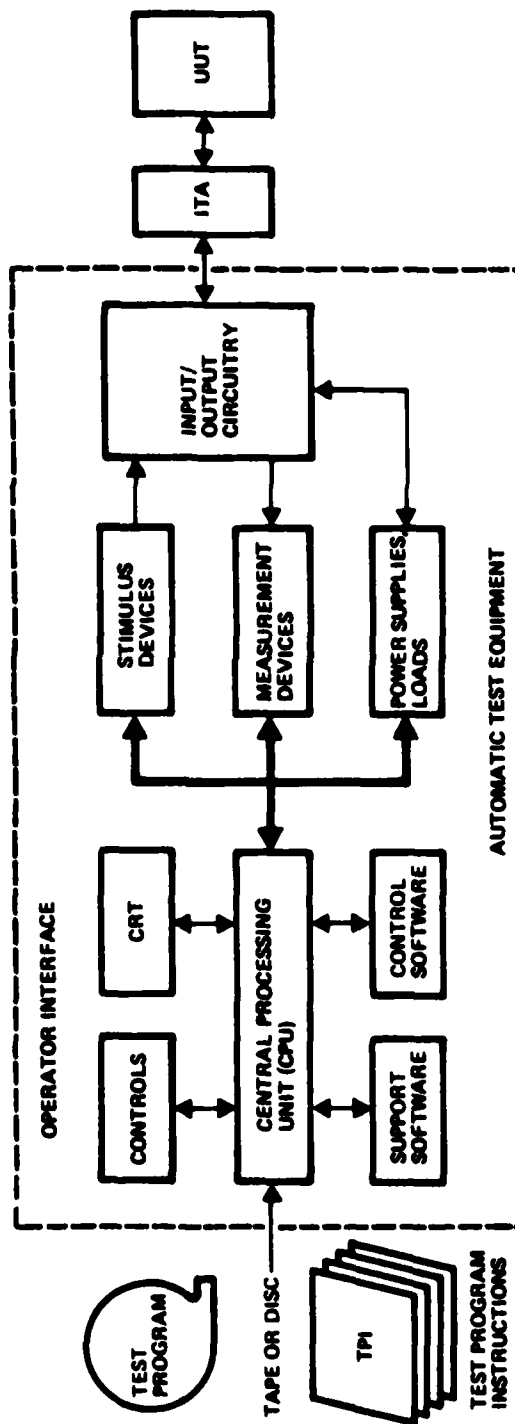 TEST
PROGRAM
TAPE OR DISC
TPI
TEST PROGRAM
INSTRUCTIONS
OPERATOR INTERFACE
CONTROLS
CRT
CENTRAL PROCESSING
UNIT (CPU)
SUPPORT
SOFTWARE
CONTROL
SOFTWARE
STIMULUS
DEVICES
MEASUREMENT
DEVICES
POWER SUPPLIES,
LOADS
INPUT/
OUTPUT
CIRCUITRY
AUTOMATIC TEST EQUIPMENT
ITA
UUT